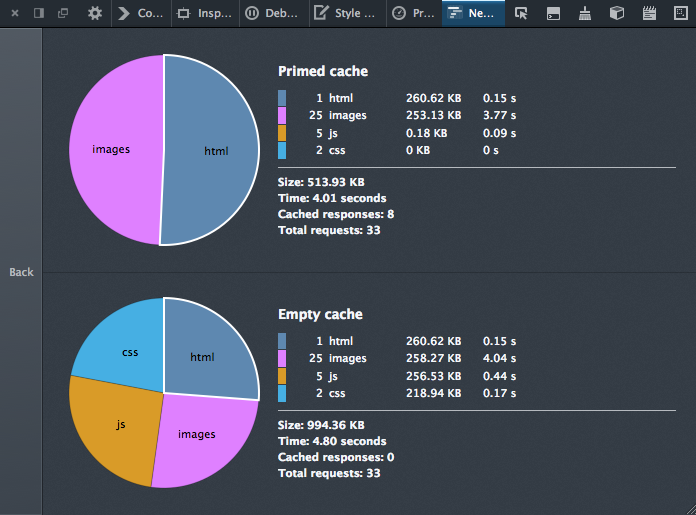 Co... Insp... Deb... Style ... Pr... Ne...
Back
images
html
Primed cache
1 html 260.62 KB 0.15 s
25 images 253.13 KB 3.77 s
5 js 0.18 KB 0.09 s
2 css 0 KB 0 s
Size: 513.93 KB
Time: 4.01 seconds
Cached responses: 8
Total requests: 33
css
html
js
images
Empty cache
1 html 260.62 KB 0.15 s
25 images 258.27 KB 4.04 s
5 js 256.53 KB 0.44 s
2 css 218.94 KB 0.17 s
Size: 994.36 KB
Time: 4.80 seconds
Cached responses: 0
Total requests: 33